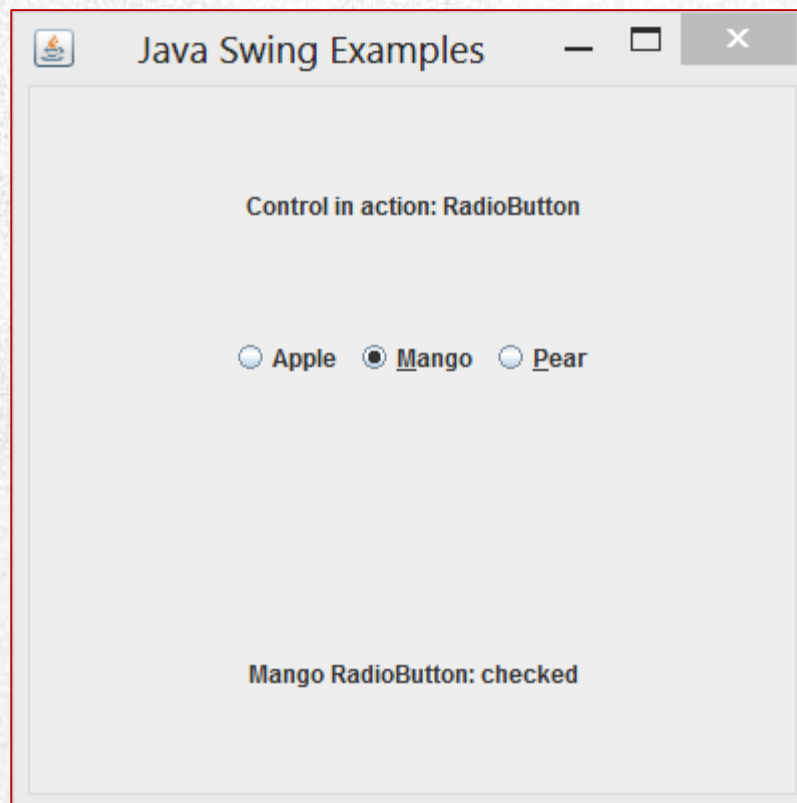 Java Swing Examples
Control in action: RadioButton
Apple Mango Pear
Mango RadioButton: checked